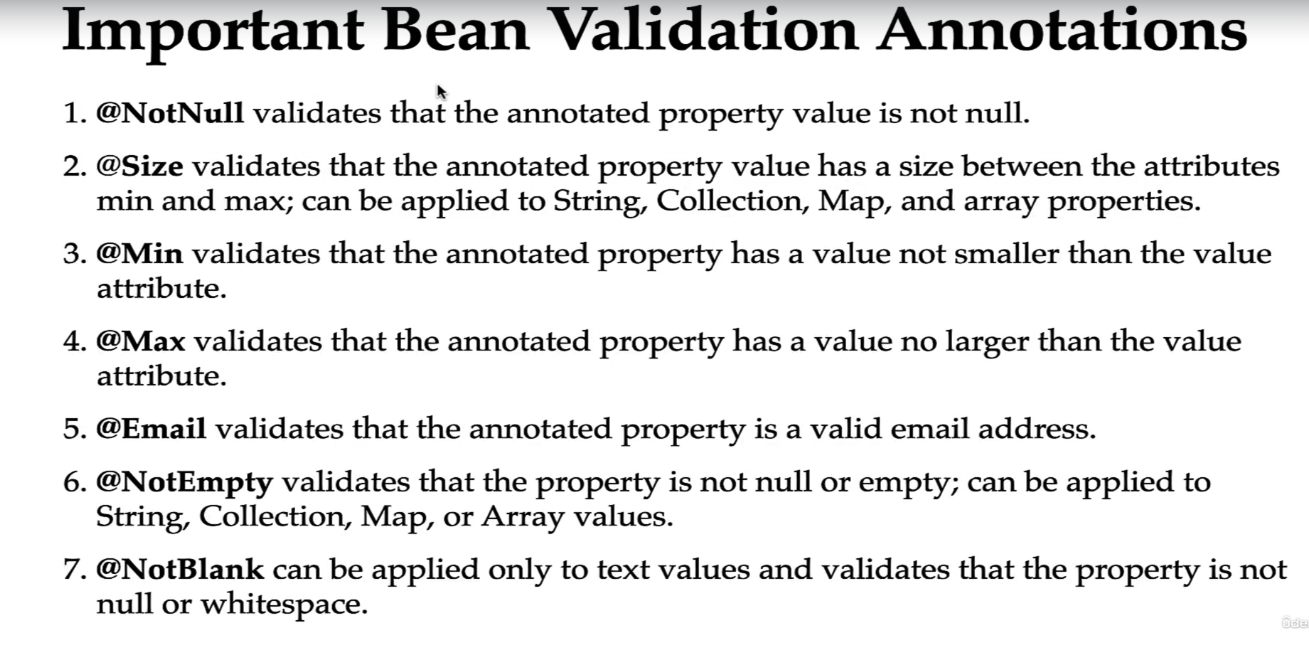 Important Bean Validation Annotations
1. @NotNull validates that the annotated property value is not null.
2. @Size validates that the annotated property value has a size between the attributes
min and max; can be applied to String, Collection, Map, and array properties.
3. @Min validates that the annotated property has a value not smaller than the value
attribute.
4. @Max validates that the annotated property has a value no larger than the value
attribute.
5. @Email validates that the annotated property is a valid email address.
6. @NotEmpty validates that the property is not null or empty; can be applied to
String, Collection, Map, or Array values.
7. @NotBlank can be applied only to text values and validates that the property is not
null or whitespace.